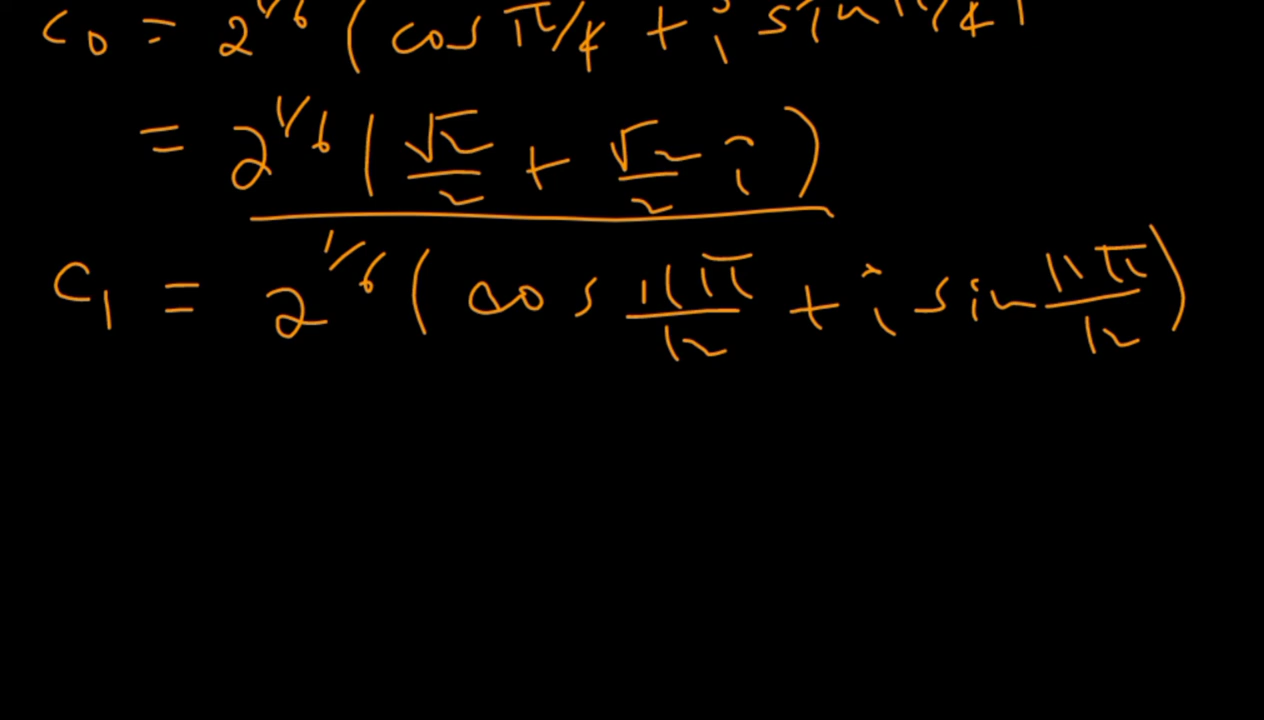 c₀ = 2^{1/6} (cos π/4 + i sin π/4)
= 2^{1/6} (√2/2 + √2/2 i)
c₁ = 2^{1/6} (cos 11π/12 + i sin 11π/12)